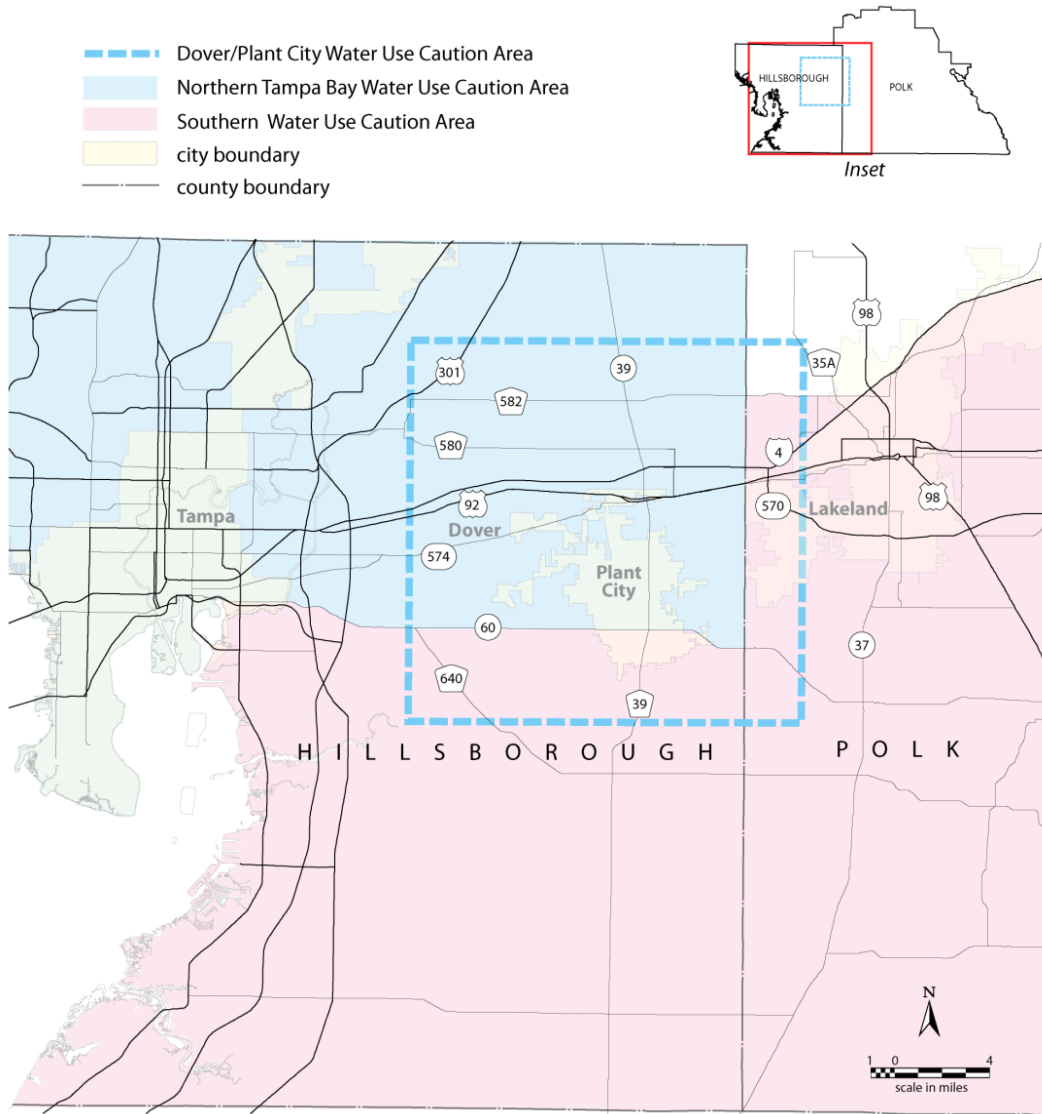 Dover/Plant City Water Use Caution Area
Northern Tampa Bay Water Use Caution Area
Southern Water Use Caution Area
city boundary
county boundary
HILLSBOROUGH
POLK
Inset
98
301
39
35A
582
580
4
92
98
Tampa
Dover
570
Lakeland
574
Plant
City
60
37
640
39
HILLSBOROUGH
POLK
N
1 0 4
scale in miles